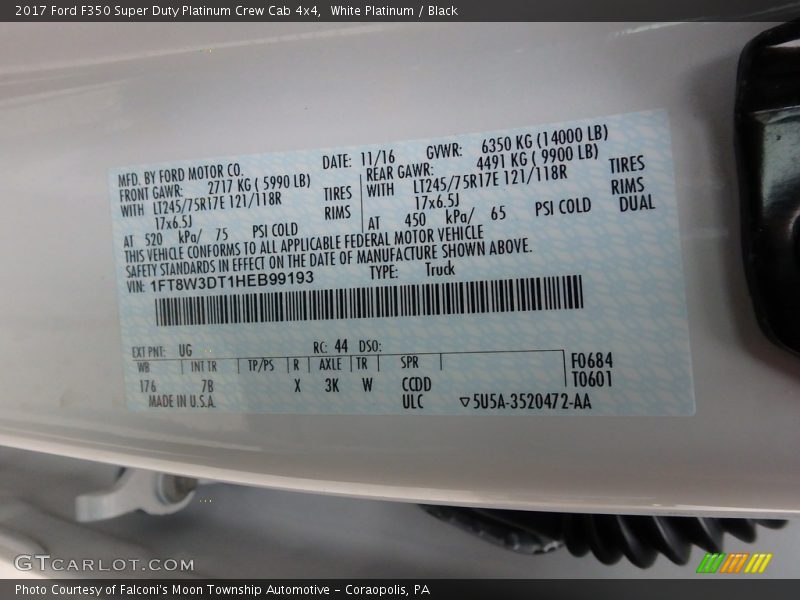 2017 Ford F350 Super Duty Platinum Crew Cab 4x4, White Platinum / Black
MFD. BY FORD MOTOR CO. DATE: 11/16 GVWR: 6350 KG (14000 LB)
FRONT GAWR: 2717 KG ( 5990 LB) REAR GAWR: 4491 KG ( 9900 LB)
WITH LT245/75R17E 121/118R TIRES WITH LT245/75R17E 121/118R TIRES
17x6.5J RIMS 17x6.5J RIMS
AT 520 kPa/ 75 PSI COLD AT 450 kPa/ 65 PSI COLD DUAL
THIS VEHICLE CONFORMS TO ALL APPLICABLE FEDERAL MOTOR VEHICLE
SAFETY STANDARDS IN EFFECT ON THE DATE OF MANUFACTURE SHOWN ABOVE.
VIN: 1FT8W3DT1HEB99193 TYPE: Truck
EXT PNT: UG RC: 44 DSO:
WB INT TR TP/PS R AXLE TR SPR F0684
176 7B X 3K W CCDD T0601
MADE IN U.S.A. ULC ▽5U5A-3520472-AA
GTCARLOT.COM
Photo Courtesy of Falconi's Moon Township Automotive – Coraopolis, PA